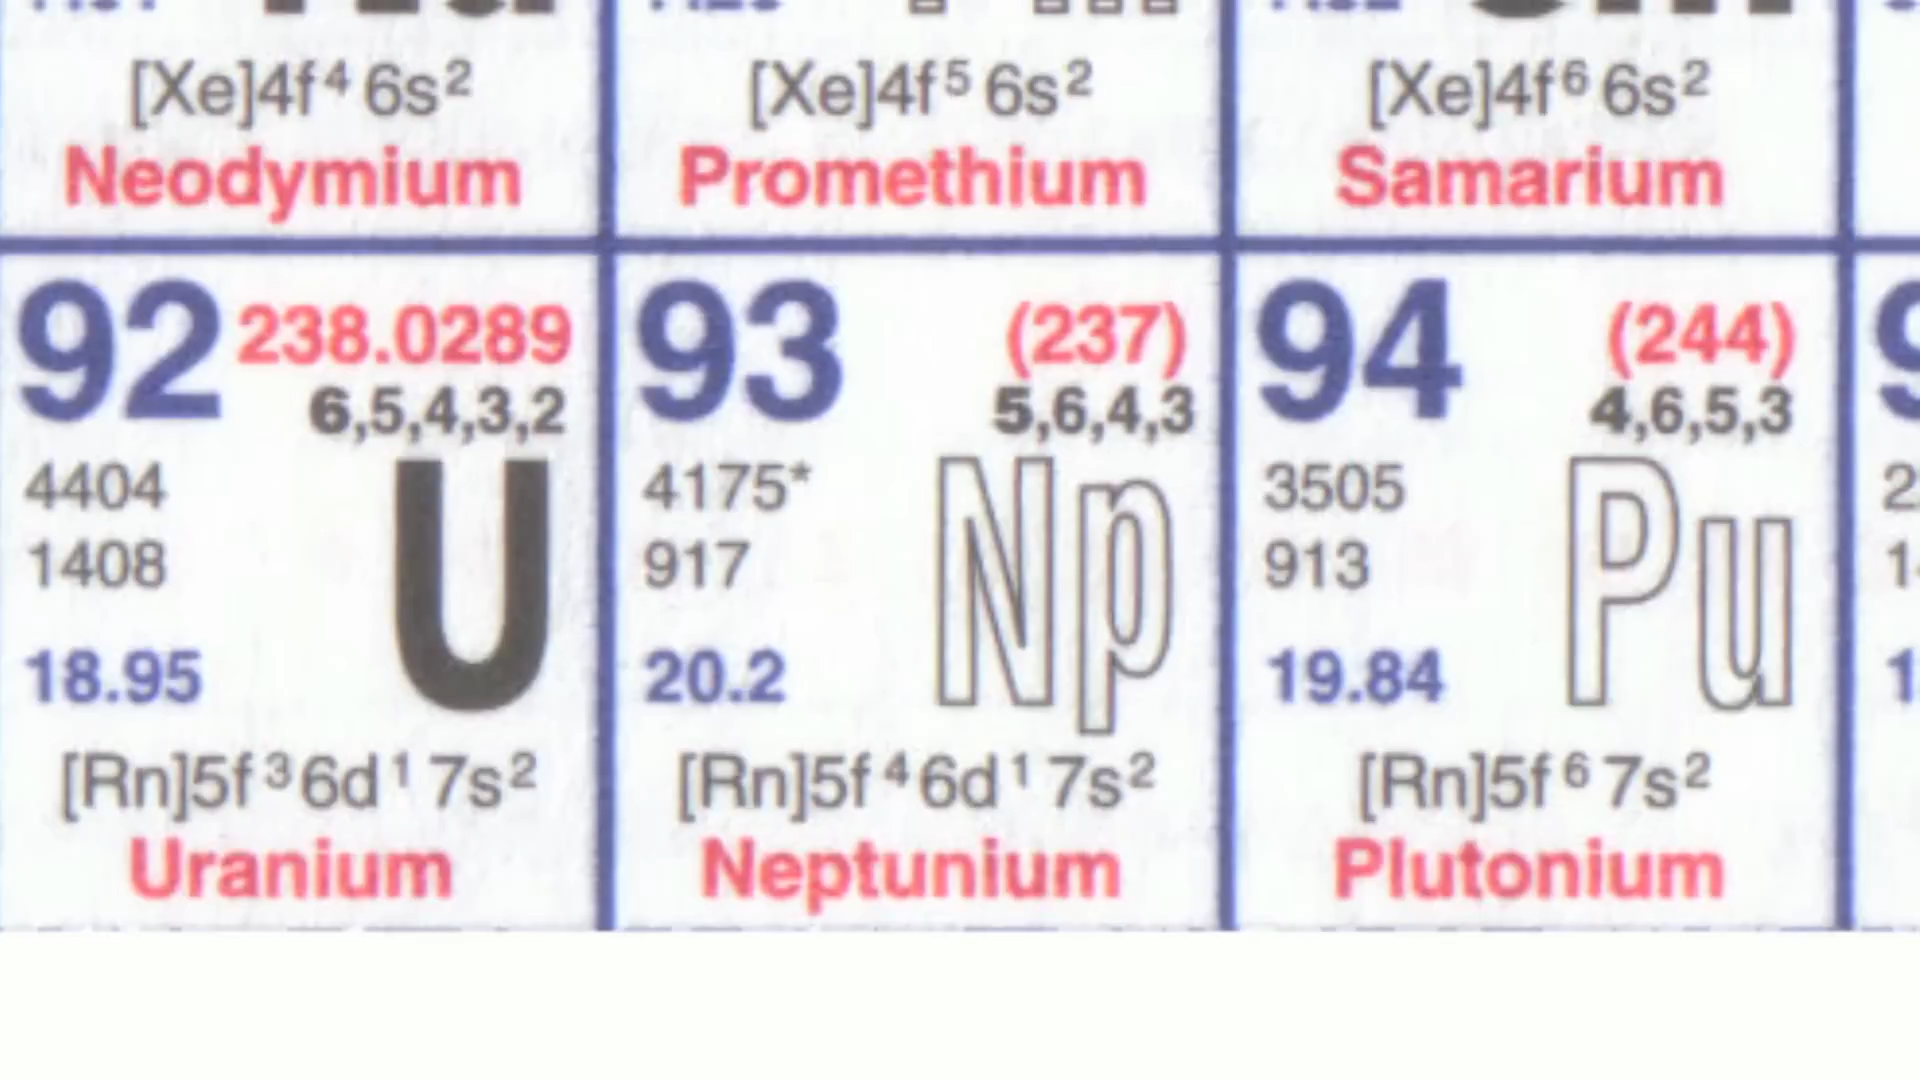 [Xe]4f⁴6s² [Xe]4f⁵6s² [Xe]4f⁶6s²
Neodymium Promethium Samarium
92 238.0289 93 (237) 94 (244)
6,5,4,3,2 5,6,4,3 4,6,5,3
4404 4175* 3505
U Np Pu
1408 917 913
18.95 20.2 19.84
[Rn]5f³6d¹7s² [Rn]5f⁴6d¹7s² [Rn]5f⁶7s²
Uranium Neptunium Plutonium